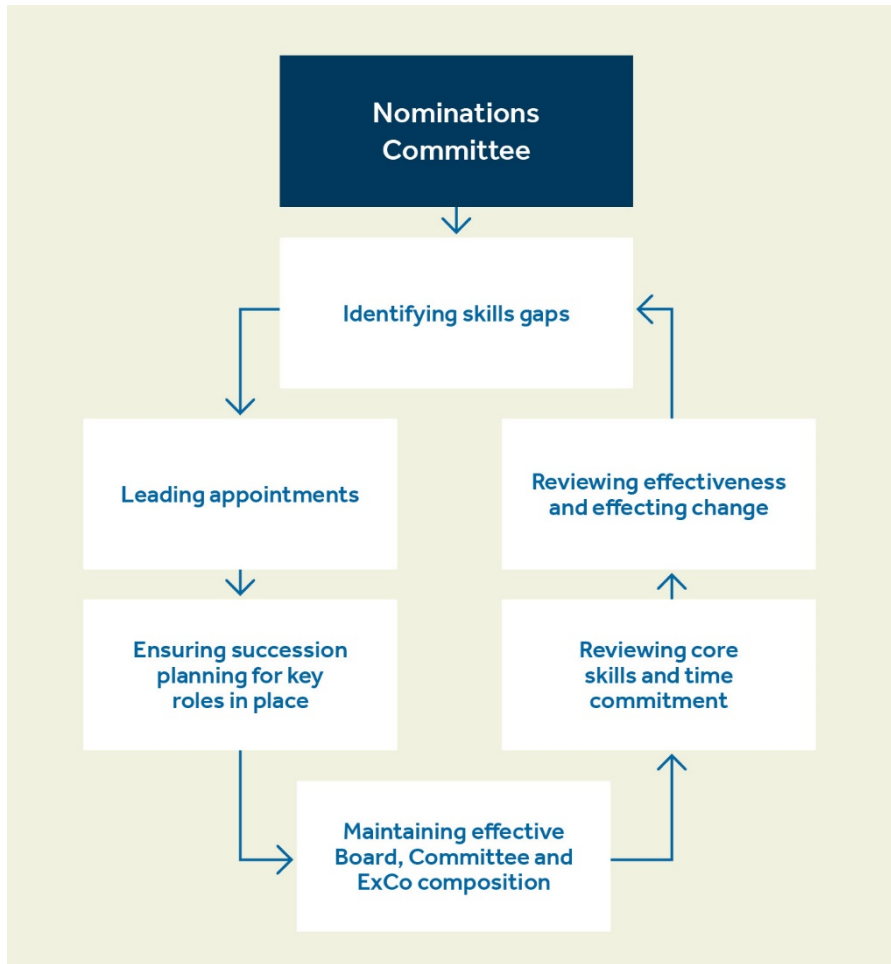 Nominations
Committee
Identifying skills gaps
Leading appointments
Reviewing effectiveness
and effecting change
Ensuring succession
planning for key
roles in place
Reviewing core
skills and time
commitment
Maintaining effective
Board, Committee and
ExCo composition